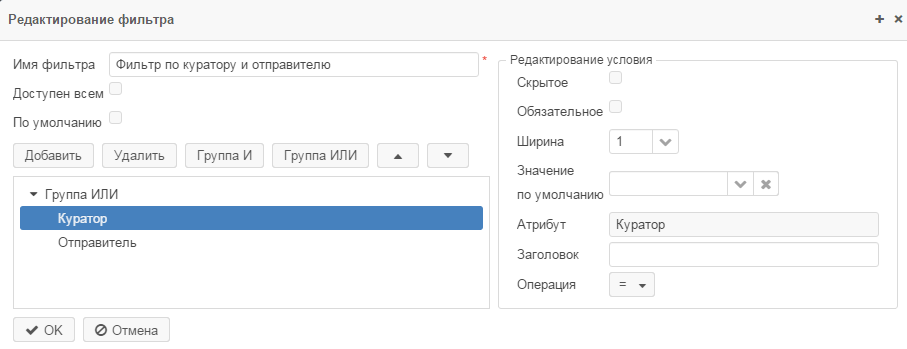 Редактирование фильтра
Имя фильтра Фильтр по куратору и отправителю *
Доступен всем
По умолчанию
Добавить Удалить Группа И Группа ИЛИ
Группа ИЛИ
Куратор
Отправитель
OK Отмена
Редактирование условия
Скрытое
Обязательное
Ширина 1
Значение
по умолчанию
Атрибут Куратор
Заголовок
Операция =